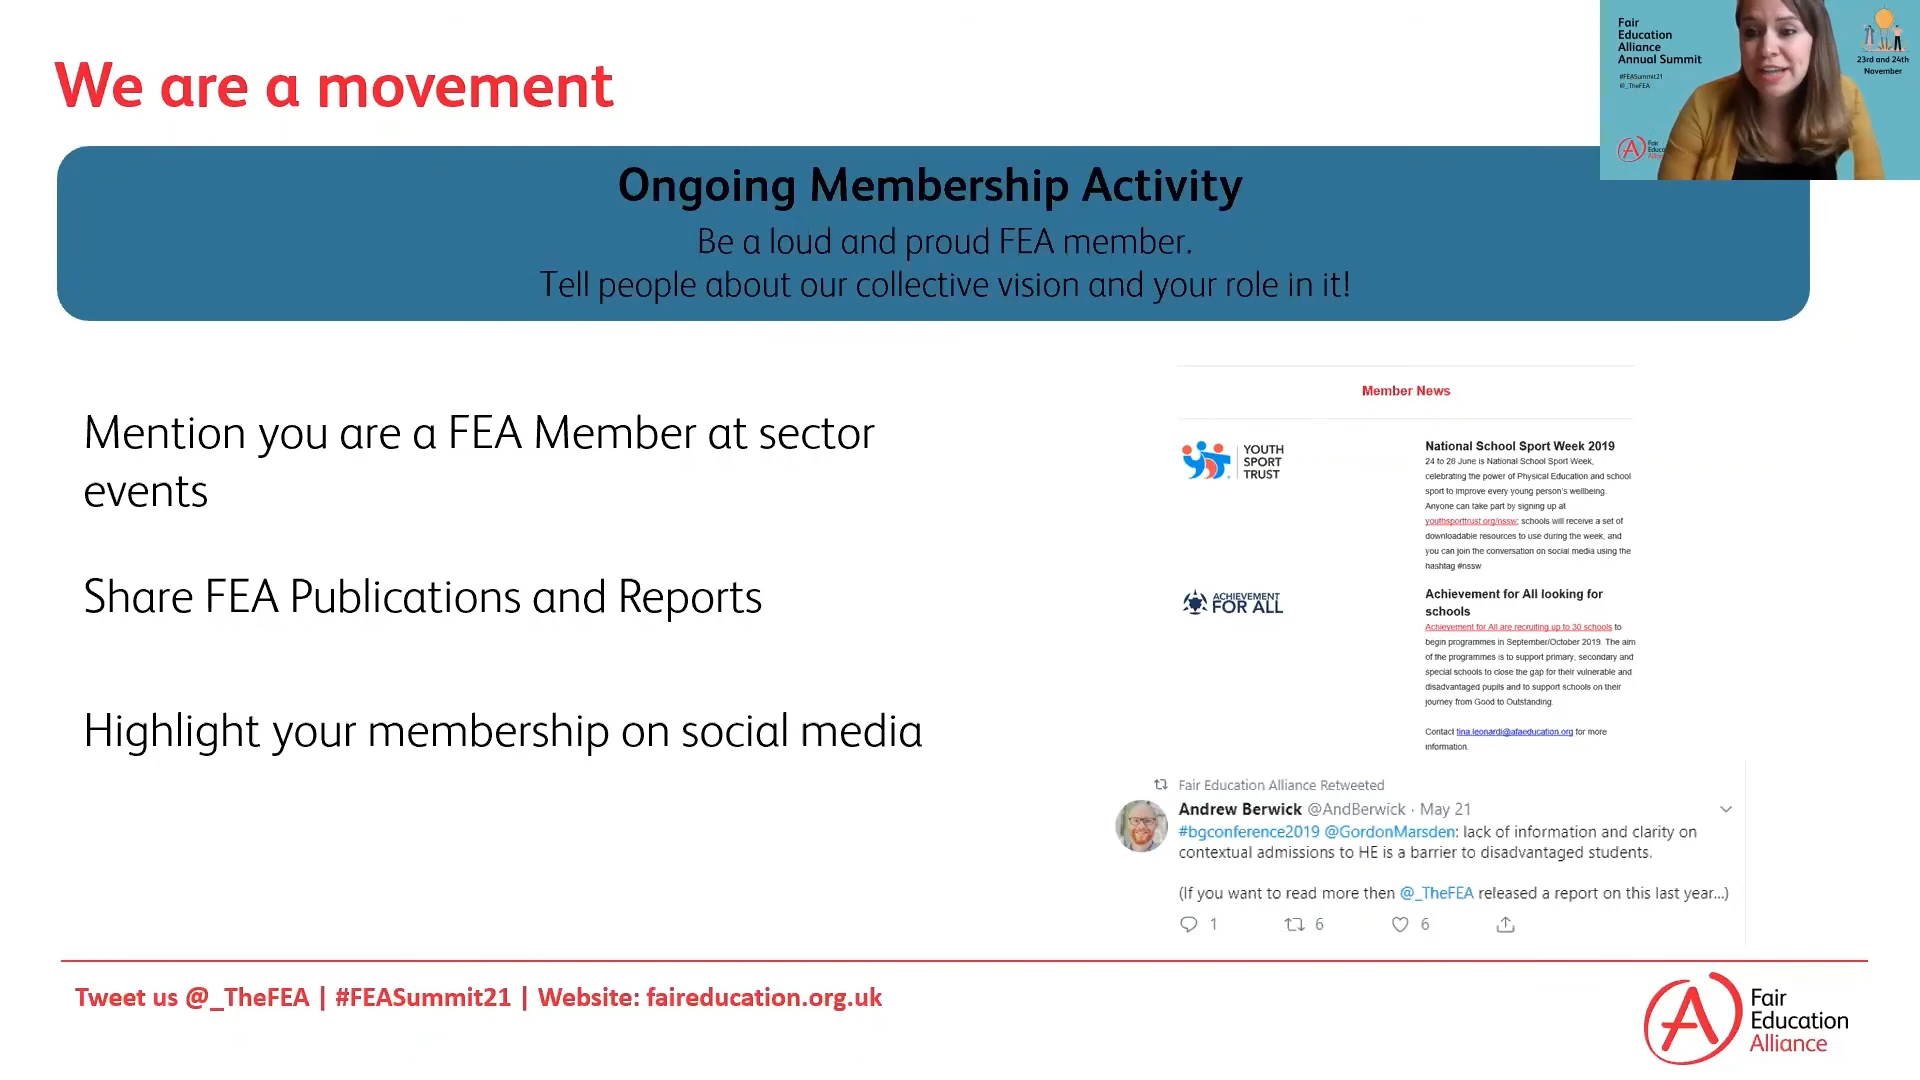 We are a movement
Ongoing Membership Activity
Be a loud and proud FEA member.
Tell people about our collective vision and your role in it!
Fair
Education
Alliance
Annual Summit
#FEASummit21
@_TheFEA
23rd and 24th
November
Fair
Mention you are a FEA Member at sector
events
Share FEA Publications and Reports
Highlight your membership on social media
Member News
YOUTH
SPORT
TRUST
National School Sport Week 2019
24 to 28 June is National School Sport Week,
celebrating the power of Physical Education and school
sport to improve every young person's wellbeing.
Anyone can take part by signing up at
youthsporttrust.org/nssw; schools will receive a set of
downloadable resources to use during the week, and
you can join the conversation on social media using the
hashtag #nssw
ACHIEVEMENT
FOR ALL
Achievement for All looking for
schools
Achievement for All are recruiting up to 30 schools to
begin programmes in September/October 2019. The aim
of the programmes is to support primary, secondary and
special schools to close the gap for their vulnerable and
disadvantaged pupils and to support schools on their
journey from Good to Outstanding.
Contact tina.leonardi@afaeducation.org for more
information.
Fair Education Alliance Retweeted
Andrew Berwick @AndBerwick · May 21
#bgconference2019 @GordonMarsden: lack of information and clarity on
contextual admissions to HE is a barrier to disadvantaged students.
(If you want to read more then @_TheFEA released a report on this last year...)
1 6 6
Tweet us @_TheFEA | #FEASummit21 | Website: faireducation.org.uk
Fair
Education
Alliance